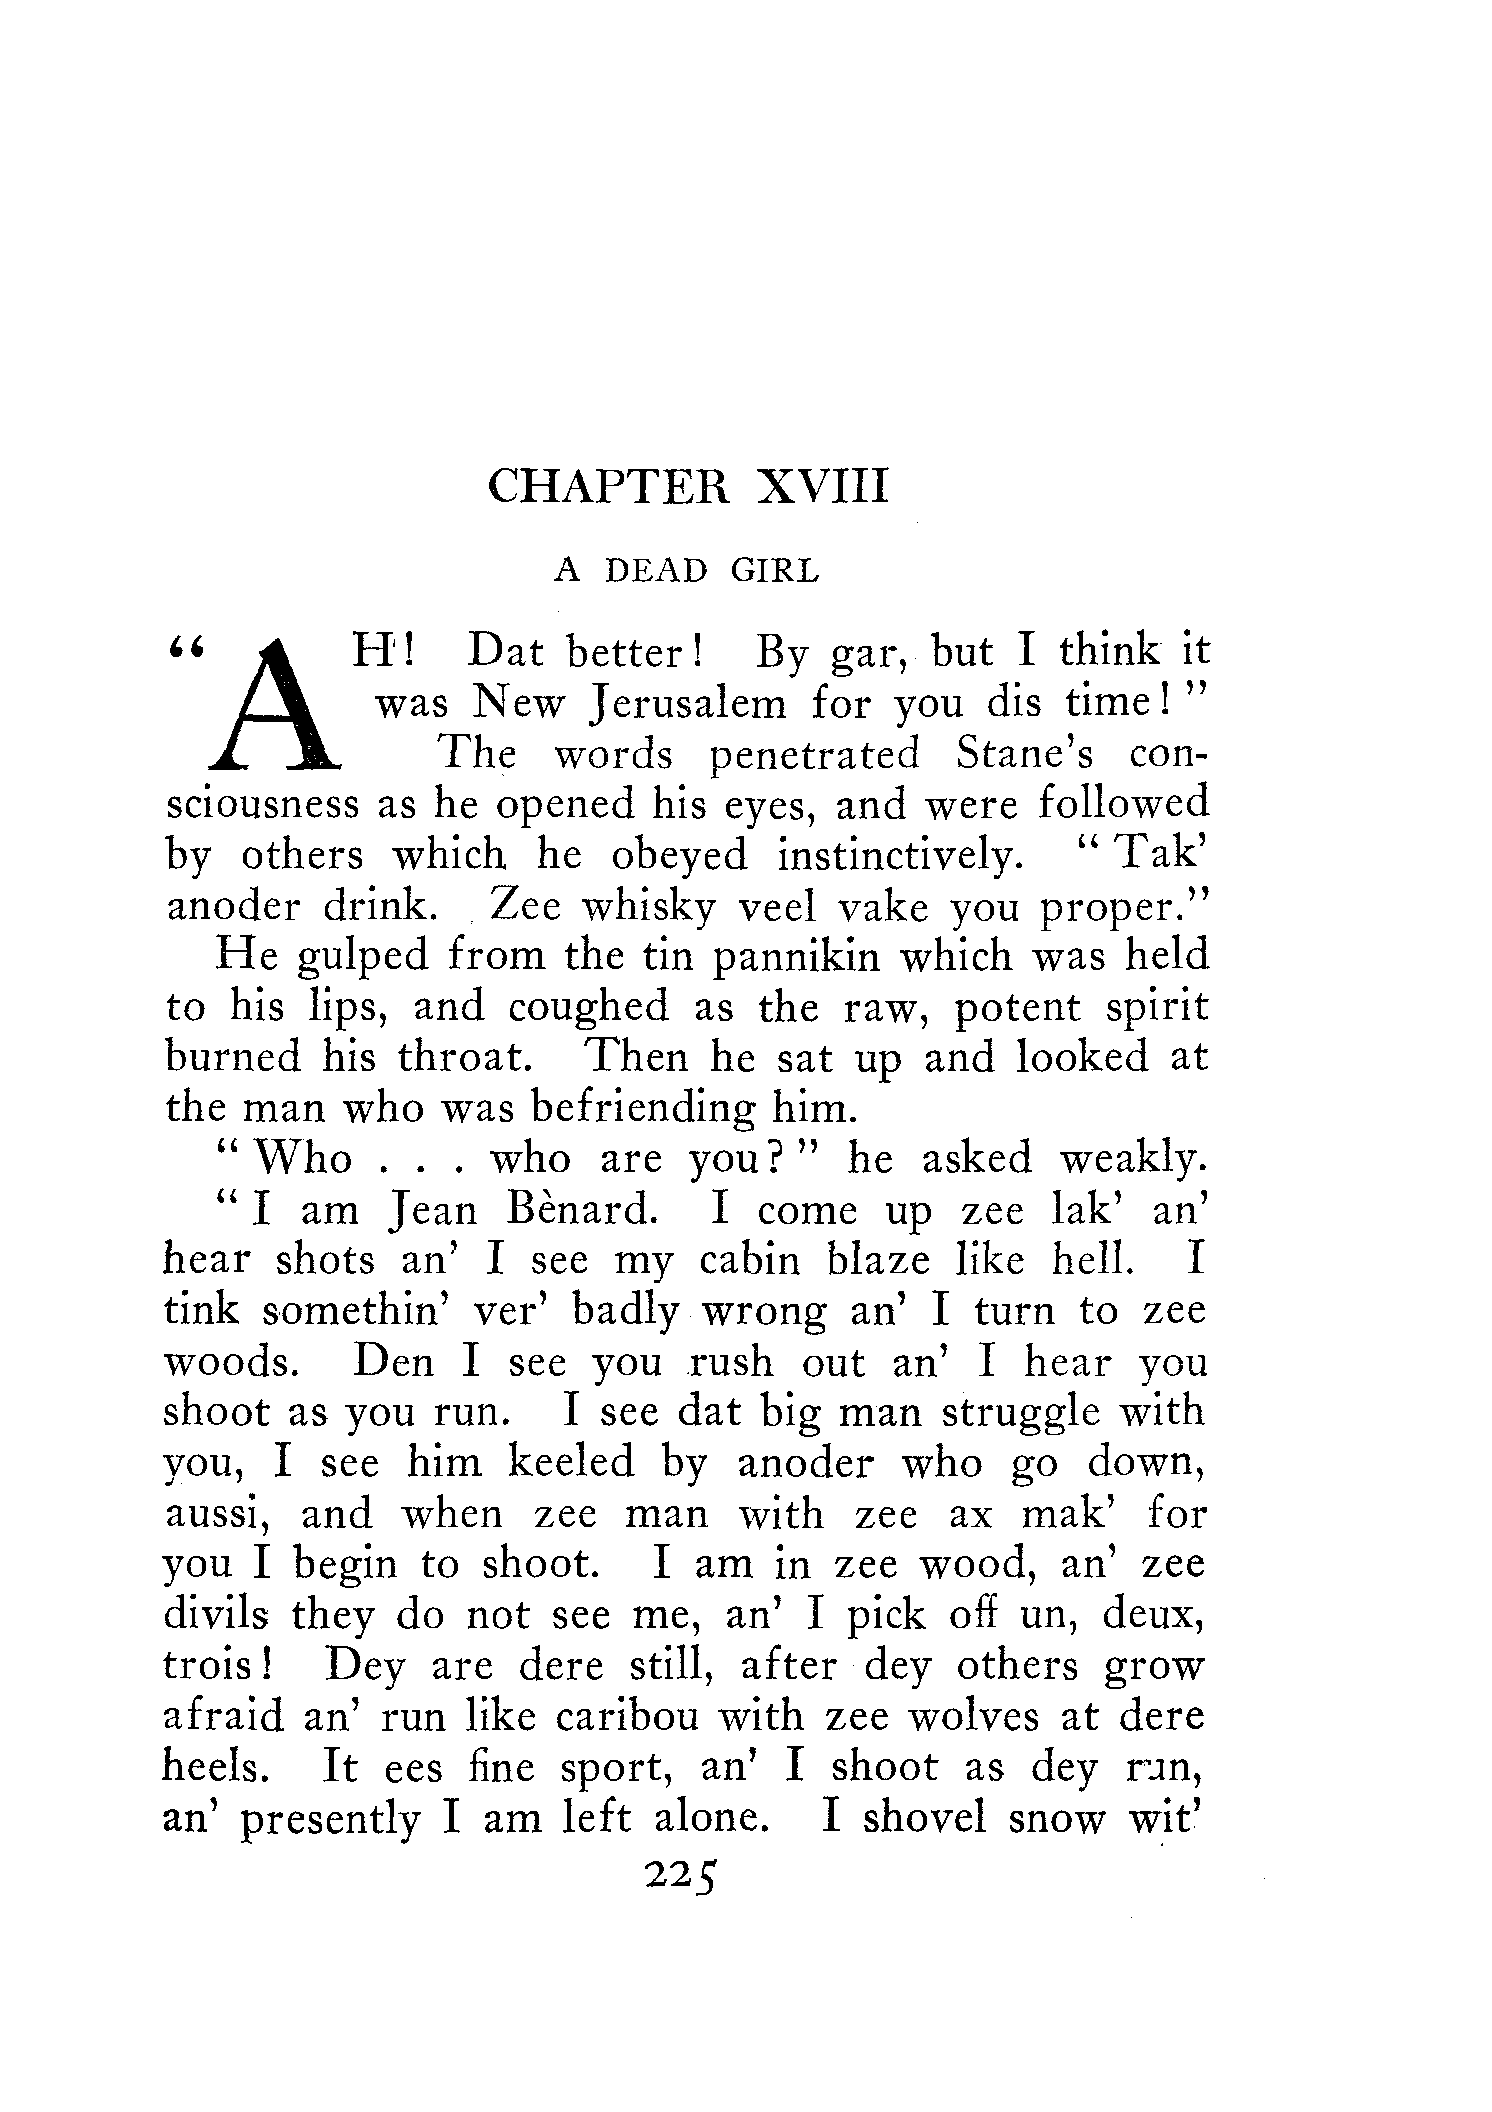 CHAPTER XVIII
A DEAD GIRL
“AH! Dat better! By gar, but I think it
was New Jerusalem for you dis time!”
The words penetrated Stane’s con-
sciousness as he opened his eyes, and were followed
by others which he obeyed instinctively. “Tak’
anoder drink. Zee whisky veel vake you proper.”
He gulped from the tin pannikin which was held
to his lips, and coughed as the raw, potent spirit
burned his throat. Then he sat up and looked at
the man who was befriending him.
“Who . . . who are you?” he asked weakly.
“I am Jean Bènard. I come up zee lak’ an’
hear shots an’ I see my cabin blaze like hell. I
tink somethin’ ver’ badly wrong an’ I turn to zee
woods. Den I see you rush out an’ I hear you
shoot as you run. I see dat big man struggle with
you, I see him keeled by anoder who go down,
aussi, and when zee man with zee ax mak’ for
you I begin to shoot. I am in zee wood, an’ zee
divils they do not see me, an’ I pick off un, deux,
trois! Dey are dere still, after dey others grow
afraid an’ run like caribou with zee wolves at dere
heels. It ees fine sport, an’ I shoot as dey run,
an’ presently I am left alone. I shovel snow wit’
225